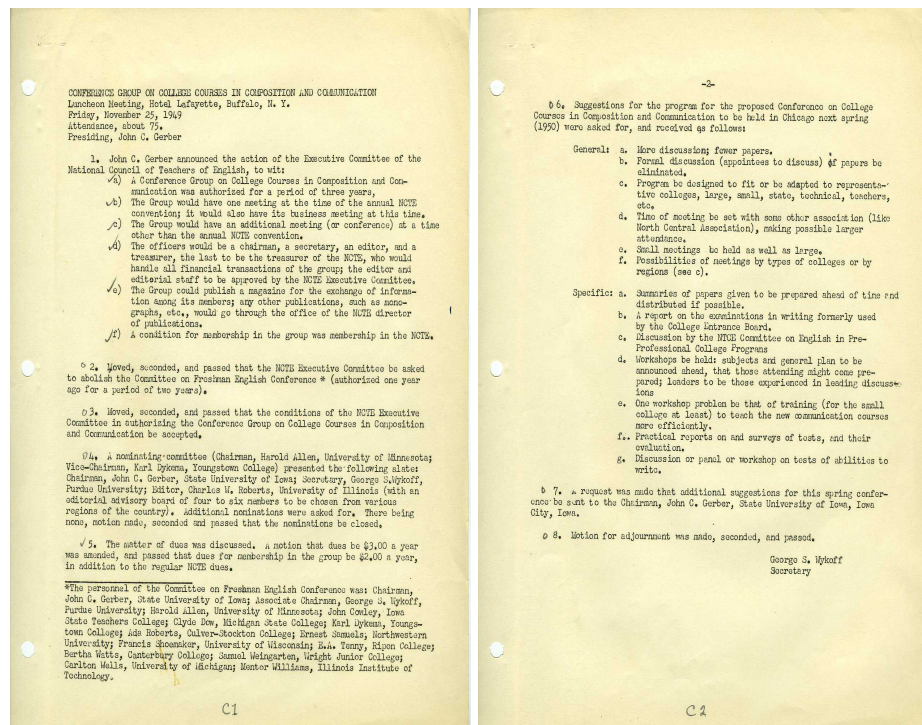 CONFERENCE GROUP ON COLLEGE COURSES IN COMPOSITION AND COMMUNICATION
Luncheon Meeting, Hotel Lafayette, Buffalo, N. Y.
Friday, November 25, 1949
Attendance, about 75.
Presiding, John C. Gerber
1. John C. Gerber announced the action of the Executive Committee of the
National Council of Teachers of English, to wit:
a) A Conference Group on College Courses in Composition and Com-
munication was authorized for a period of three years.
b) The Group would have one meeting at the time of the annual NCTE
convention; it would also have its business meeting at this time.
c) The Group would have an additional meeting (or conference) at a time
other than the annual NCTE convention.
d) The officers would be a chairman, a secretary, an editor, and a
treasurer, the last to be the treasurer of the NCTE, who would
handle all financial transactions of the group; the editor and
editorial staff to be approved by the NCTE Executive Committee.
e) The Group could publish a magazine for the exchange of informa-
tion among its members; any other publications, such as mono-
graphs, etc., would go through the office of the NCTE director
of publications.
f) A condition for membership in the group was membership in the NCTE.
2. Moved, seconded, and passed that the NCTE Executive Committee be asked
to abolish the Committee on Freshman English Conference * (authorized one year
ago for a period of two years).
3. Moved, seconded, and passed that the conditions of the NCTE Executive
Committee in authorizing the Conference Group on College Courses in Composition
and Communication be accepted.
4. A nominating committee (Chairman, Harold Allen, University of Minnesota;
Vice-Chairman, Karl Dykema, Youngstown College) presented the following slate:
Chairman, John C. Gerber, State University of Iowa; Secretary, George S. Wykoff,
Purdue University; Editor, Charles W. Roberts, University of Illinois (with an
editorial advisory board of four to six members to be chosen from various
regions of the country). Additional nominations were asked for. There being
none, motion made, seconded and passed that the nominations be closed.
5. The matter of dues was discussed. A motion that dues be $3.00 a year
was amended, and passed that dues for membership in the group be $2.00 a year,
in addition to the regular NCTE dues.
*The personnel of the Committee on Freshman English Conference was: Chairman,
John C. Gerber, State University of Iowa; Associate Chairman, George S. Wykoff,
Purdue University; Harold Allen, University of Minnesota; John Cowley, Iowa
State Teachers College; Clyde Dow, Michigan State College; Karl Dykema, Youngs-
town College; Ada Roberts, Culver-Stockton College; Ernest Samuels, Northwestern
University; Francis Shoemaker, University of Wisconsin; E.A. Tenny, Ripon College;
Bertha Watts, Canterbury College; Samuel Weingarten, Wright Junior College;
Carlton Wells, University of Michigan; Mentor Williams, Illinois Institute of
Technology.
C1
-2-
6. Suggestions for the program for the proposed Conference on College
Courses in Composition and Communication to be held in Chicago next spring
(1950) were asked for, and received as follows:
General: a. More discussion; fewer papers.
b. Formal discussion (appointees to discuss) of papers be
eliminated.
c. Program be designed to fit or be adapted to representa-
tive colleges, large, small, state, technical, teachers,
etc.
d. Time of meeting be set with some other association (like
North Central Association), making possible larger
attendance.
e. Small meetings be held as well as large.
f. Possibilities of meetings by types of colleges or by
regions (see c).
Specific: a. Summaries of papers given to be prepared ahead of time and
distributed if possible.
b. A report on the examinations in writing formerly used
by the College Entrance Board.
c. Discussion by the NTCE Committee on English in Pre-
Professional College Programs
d. Workshops be held: subjects and general plan to be
announced ahead, that those attending might come pre-
pared; leaders to be those experienced in leading discuss-
ions
e. One workshop problem be that of training (for the small
college at least) to teach the new communication courses
more efficiently.
f. Practical reports on and surveys of tests, and their
evaluation.
g. Discussion or panel or workshop on tests of abilities to
write.
7. A request was made that additional suggestions for this spring confer-
ence be sent to the Chairman, John C. Gerber, State University of Iowa, Iowa
City, Iowa.
8. Motion for adjournment was made, seconded, and passed.
George S. Wykoff
Secretary
C2